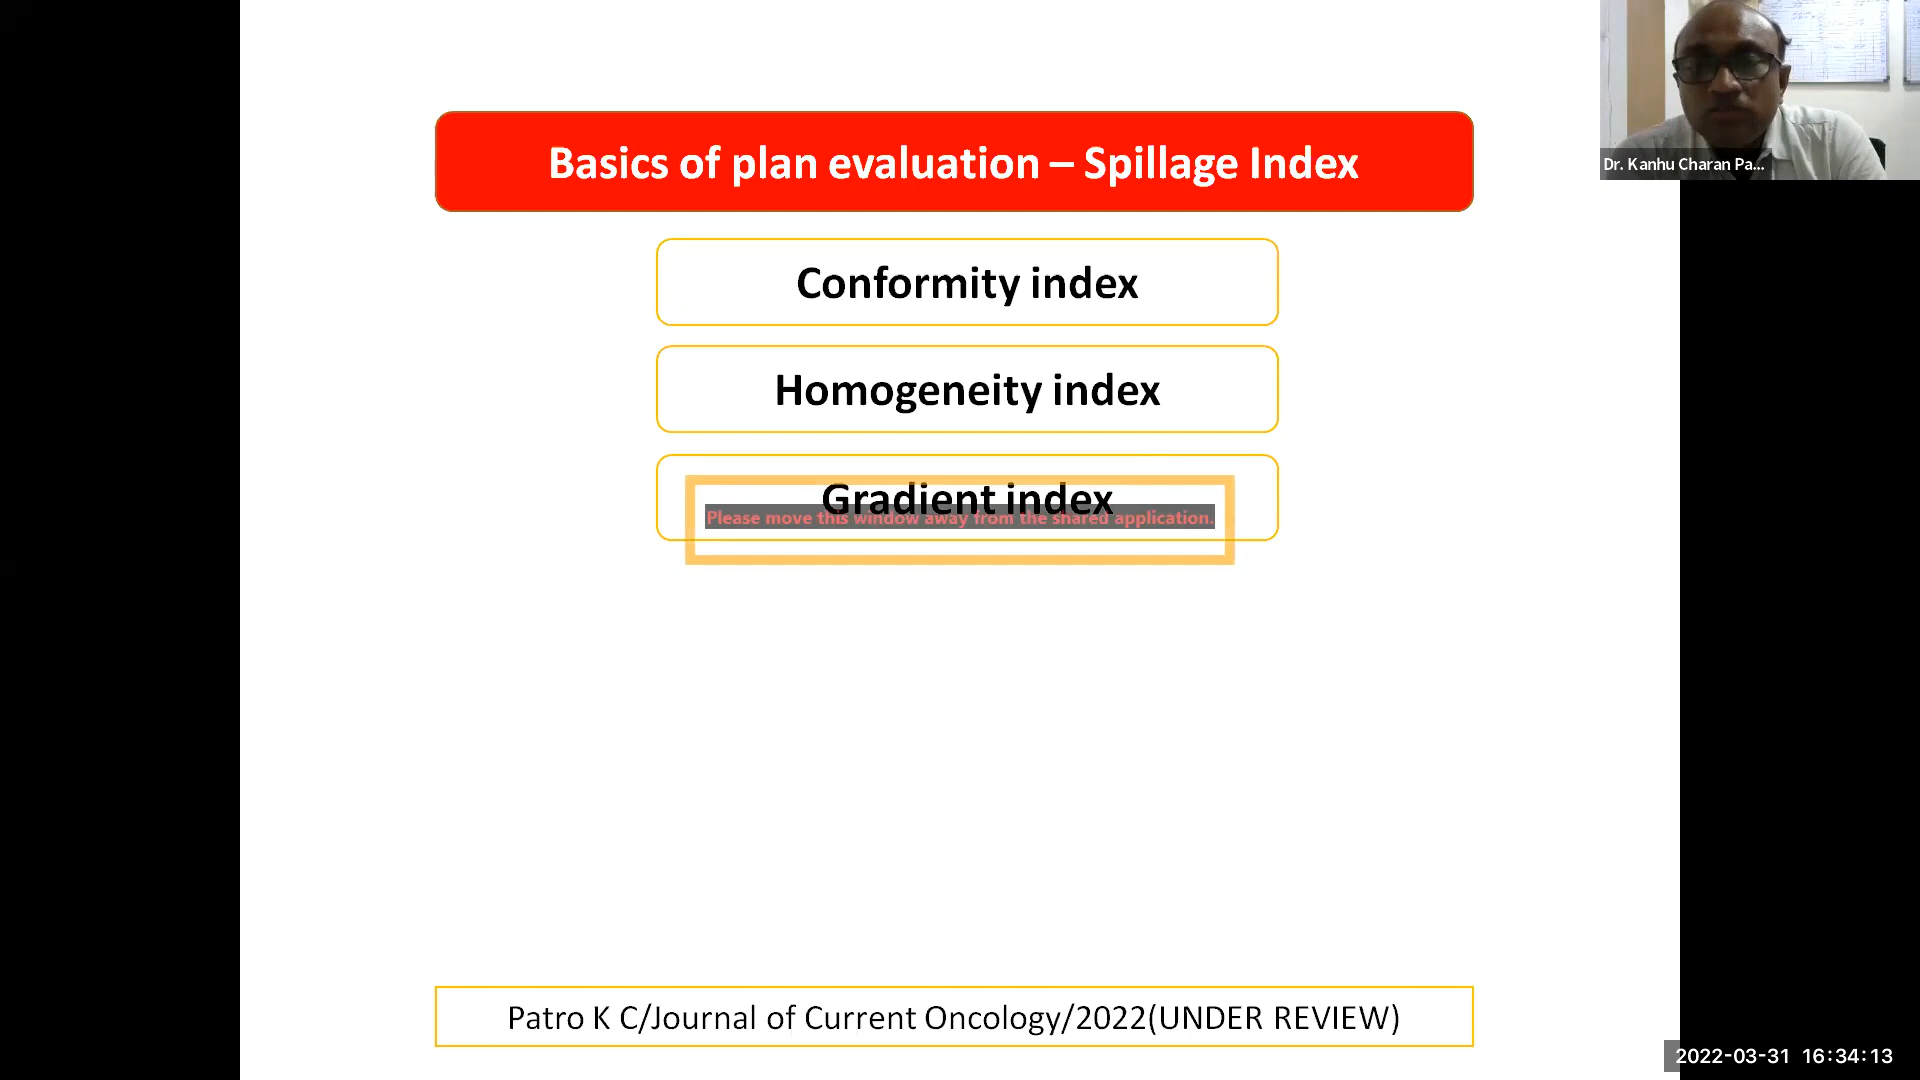 Basics of plan evaluation – Spillage Index
Dr. Kanhu Charan Pa...
Conformity index
Homogeneity index
Gradient index
Please move this window away from the shared application.
Patro K C/Journal of Current Oncology/2022(UNDER REVIEW)
2022-03-31 16:34:13